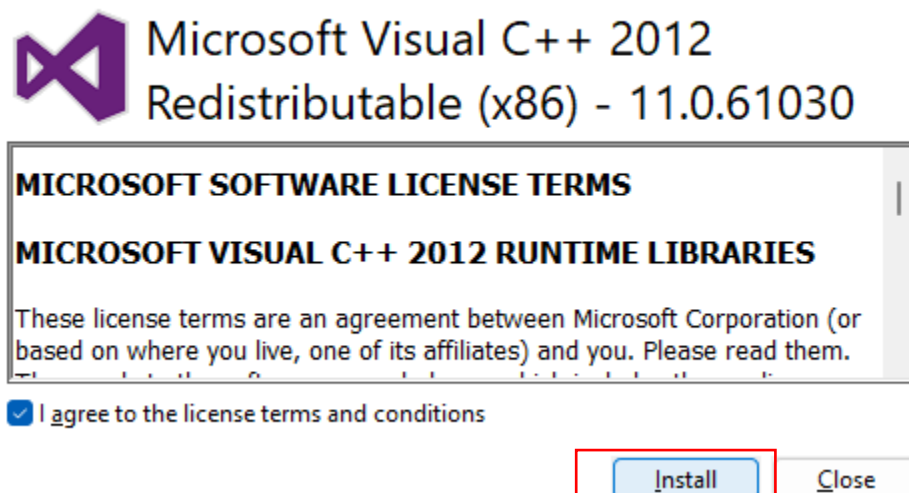 Microsoft Visual C++ 2012
Redistributable (x86) - 11.0.61030
MICROSOFT SOFTWARE LICENSE TERMS
MICROSOFT VISUAL C++ 2012 RUNTIME LIBRARIES
These license terms are an agreement between Microsoft Corporation (or
based on where you live, one of its affiliates) and you. Please read them.
I agree to the license terms and conditions
Install Close